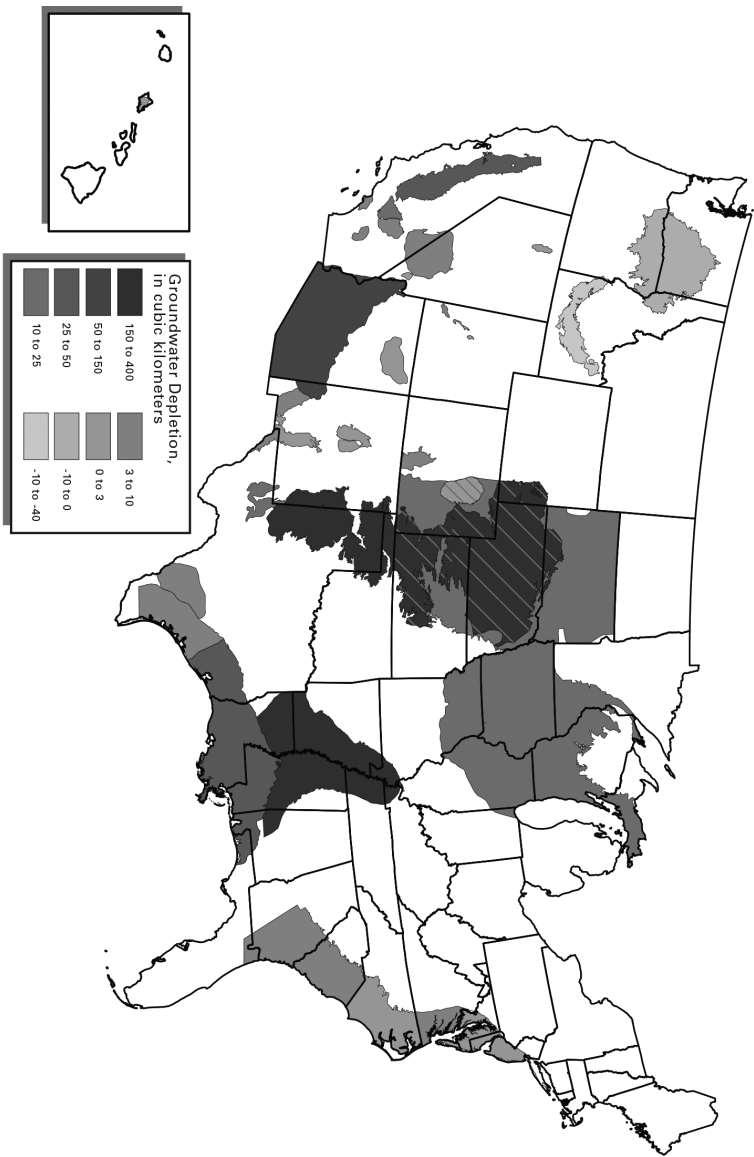 Groundwater Depletion,
in cubic kilometers
150 to 400
50 to 150
25 to 50
10 to 25
3 to 10
0 to 3
-10 to 0
-10 to -40